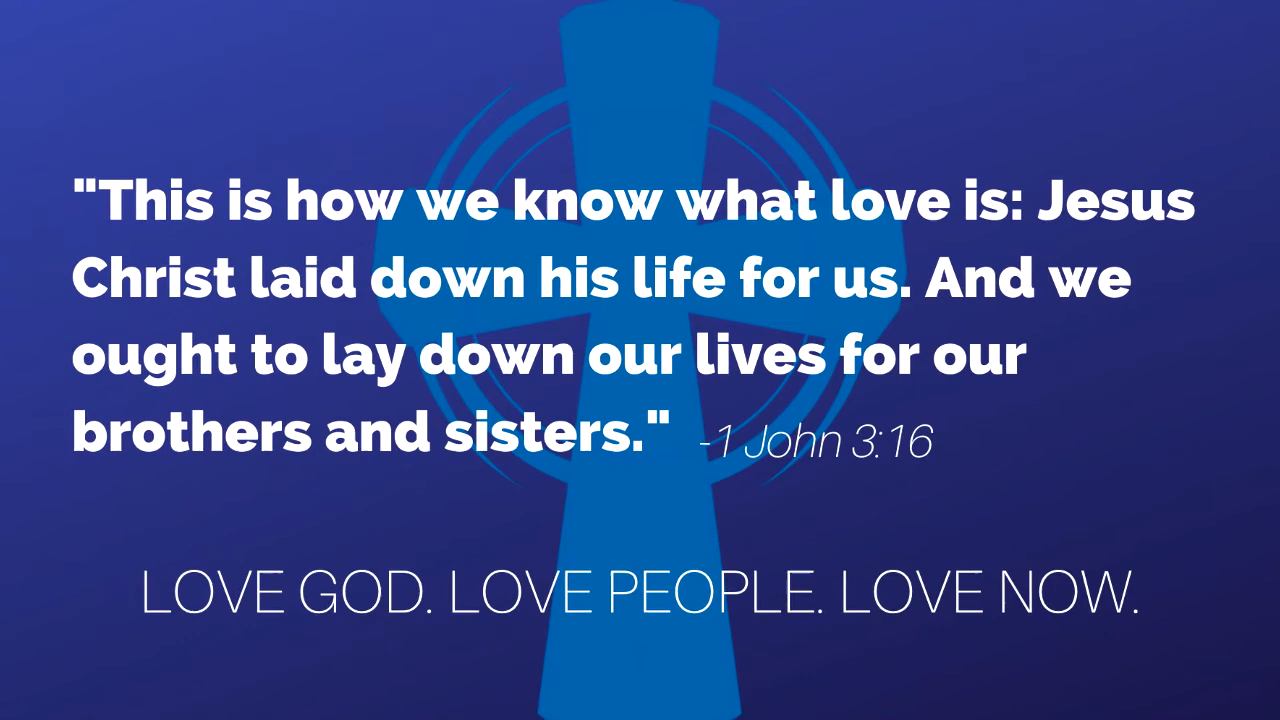 "This is how we know what love is: Jesus
Christ laid down his life for us. And we
ought to lay down our lives for our
brothers and sisters." -1 John 3:16
LOVE GOD. LOVE PEOPLE. LOVE NOW.